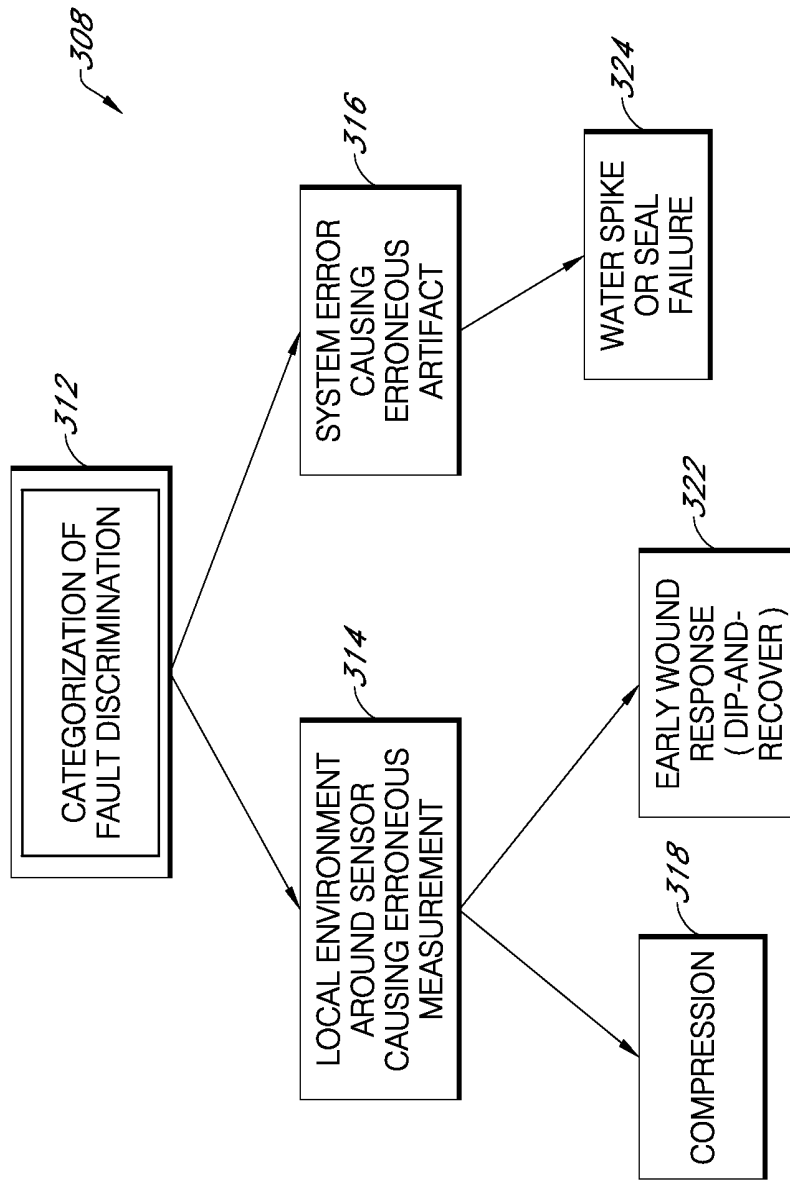 308
312
CATEGORIZATION OF
FAULT DISCRIMINATION
314
LOCAL ENVIRONMENT
AROUND SENSOR
CAUSING ERRONEOUS
MEASUREMENT
316
SYSTEM ERROR
CAUSING
ERRONEOUS
ARTIFACT
318
COMPRESSION
322
EARLY WOUND
RESPONSE
( DIP-AND-
RECOVER )
324
WATER SPIKE
OR SEAL
FAILURE